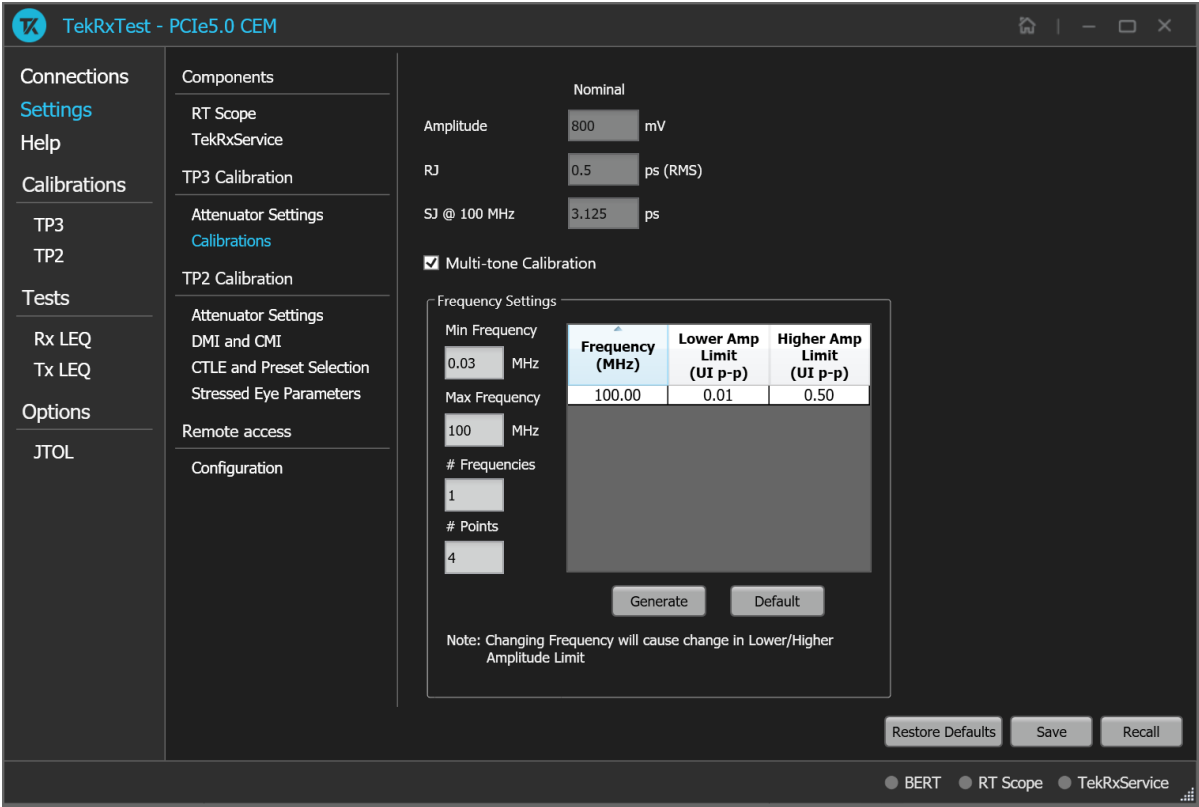 TekRxTest - PCIe5.0 CEM
Connections
Settings
Help
Calibrations
TP3
TP2
Tests
Rx LEQ
Tx LEQ
Options
JTOL
Components
RT Scope
TekRxService
TP3 Calibration
Attenuator Settings
Calibrations
TP2 Calibration
Attenuator Settings
DMI and CMI
CTLE and Preset Selection
Stressed Eye Parameters
Remote access
Configuration
Nominal
Amplitude 800 mV
RJ 0.5 ps (RMS)
SJ @ 100 MHz 3.125 ps
Multi-tone Calibration
Frequency Settings
Min Frequency
0.03 MHz
Max Frequency
100 MHz
# Frequencies
1
# Points
4
Frequency
(MHz)
Lower Amp
Limit
(UI p-p)
Higher Amp
Limit
(UI p-p)
100.00 0.01 0.50
Generate Default
Note: Changing Frequency will cause change in Lower/Higher
Amplitude Limit
Restore Defaults Save Recall
BERT RT Scope TekRxService